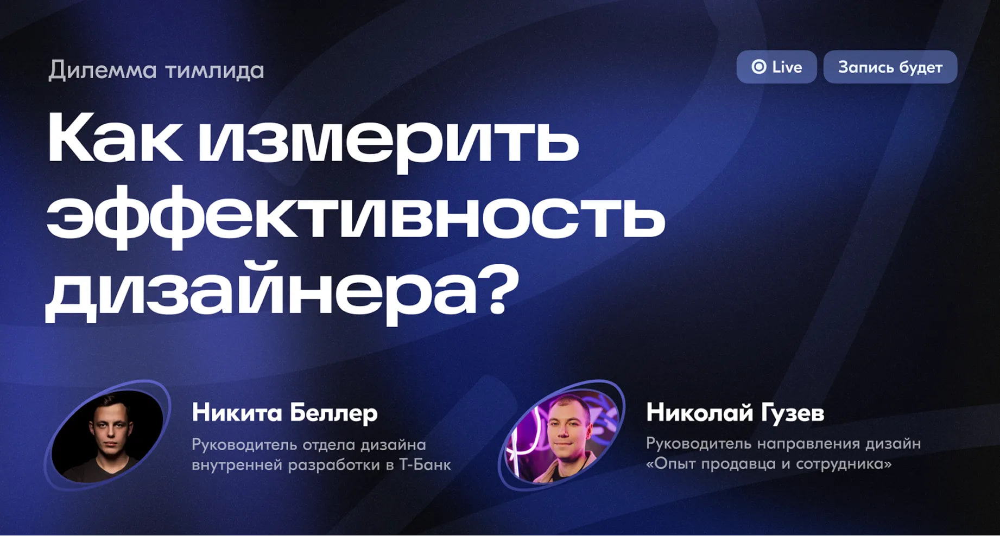 Дилемма тимлида
Live
Запись будет
Как измерить
эффективность
дизайнера?
Никита Беллер
Руководитель отдела дизайна
внутренней разработки в Т-Банк
Николай Гузев
Руководитель направления дизайн
«Опыт продавца и сотрудника»